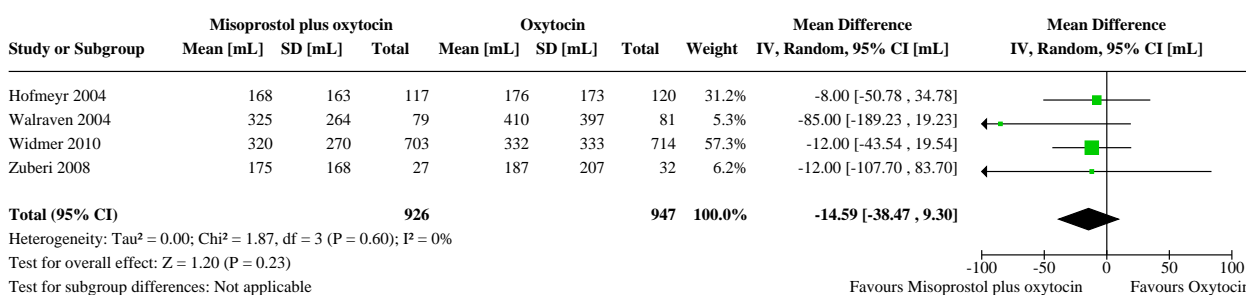 Misoprostol plus oxytocin Oxytocin Mean Difference Mean Difference
Study or Subgroup Mean [mL] SD [mL] Total Mean [mL] SD [mL] Total Weight IV, Random, 95% CI [mL] IV, Random, 95% CI [mL]
Hofmeyr 2004 168 163 117 176 173 120 31.2% -8.00 [-50.78 , 34.78]
Walraven 2004 325 264 79 410 397 81 5.3% -85.00 [-189.23 , 19.23]
Widmer 2010 320 270 703 332 333 714 57.3% -12.00 [-43.54 , 19.54]
Zuberi 2008 175 168 27 187 207 32 6.2% -12.00 [-107.70 , 83.70]
Total (95% CI) 926 947 100.0% -14.59 [-38.47 , 9.30]
Heterogeneity: Tau² = 0.00; Chi² = 1.87, df = 3 (P = 0.60); I² = 0%
Test for overall effect: Z = 1.20 (P = 0.23) -100 -50 0 50 100
Test for subgroup differences: Not applicable Favours Misoprostol plus oxytocin Favours Oxytocin